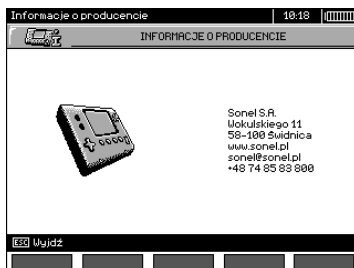 Informacje o producencie
10:18
INFORMACJE O PRODUCENCIE
Sonel S.A.
Wokulskiego 11
58-100 Świdnica
www.sonel.pl
sonel@sonel.pl
+48 74 85 83 800
ESC Wyjdź